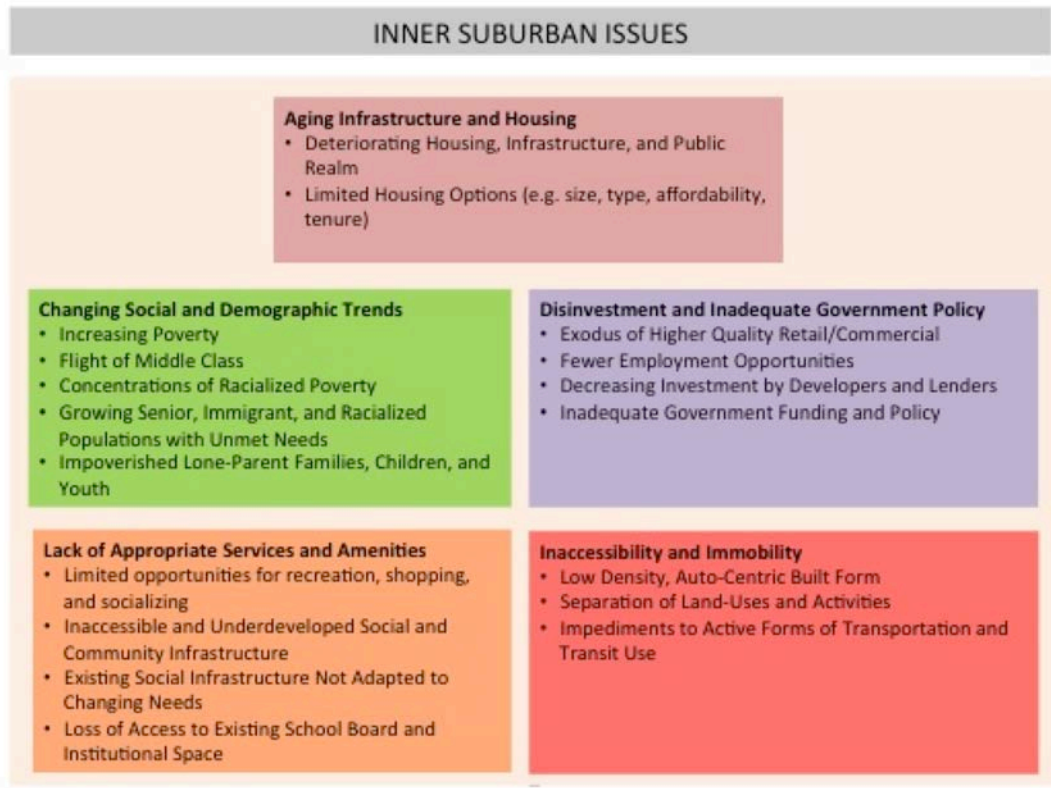 INNER SUBURBAN ISSUES
Aging Infrastructure and Housing
• Deteriorating Housing, Infrastructure, and Public
Realm
• Limited Housing Options (e.g. size, type, affordability,
tenure)
Changing Social and Demographic Trends
• Increasing Poverty
• Flight of Middle Class
• Concentrations of Racialized Poverty
• Growing Senior, Immigrant, and Racialized
Populations with Unmet Needs
• Impoverished Lone-Parent Families, Children, and
Youth
Disinvestment and Inadequate Government Policy
• Exodus of Higher Quality Retail/Commercial
• Fewer Employment Opportunities
• Decreasing Investment by Developers and Lenders
• Inadequate Government Funding and Policy
Lack of Appropriate Services and Amenities
• Limited opportunities for recreation, shopping,
and socializing
• Inaccessible and Underdeveloped Social and
Community Infrastructure
• Existing Social Infrastructure Not Adapted to
Changing Needs
• Loss of Access to Existing School Board and
Institutional Space
Inaccessibility and Immobility
• Low Density, Auto-Centric Built Form
• Separation of Land-Uses and Activities
• Impediments to Active Forms of Transportation and
Transit Use